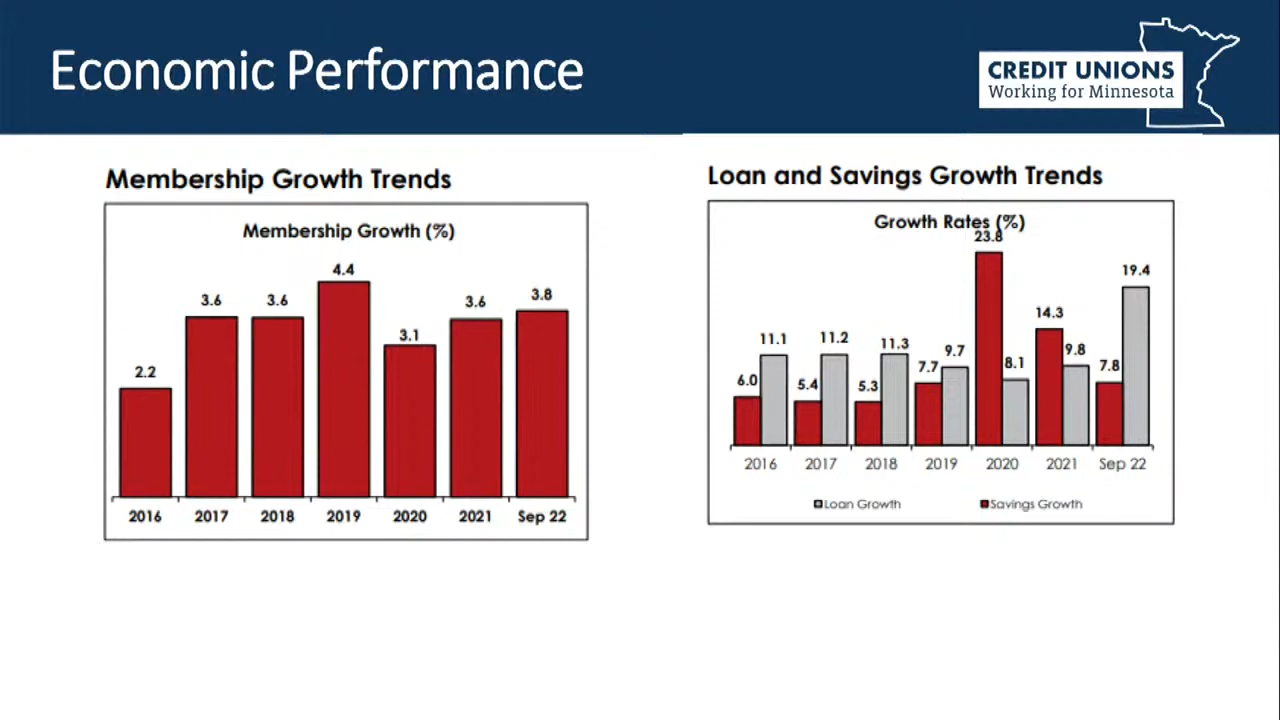 Economic Performance
CREDIT UNIONS
Working for Minnesota
Membership Growth Trends
Membership Growth (%)
2.2
3.6
3.6
4.4
3.1
3.6
3.8
2016 2017 2018 2019 2020 2021 Sep 22
Loan and Savings Growth Trends
Growth Rates (%)
6.0
11.1
5.4
11.2
5.3
11.3
7.7
9.7
23.8
8.1
14.3
9.8
7.8
19.4
2016 2017 2018 2019 2020 2021 Sep 22
Loan Growth Savings Growth